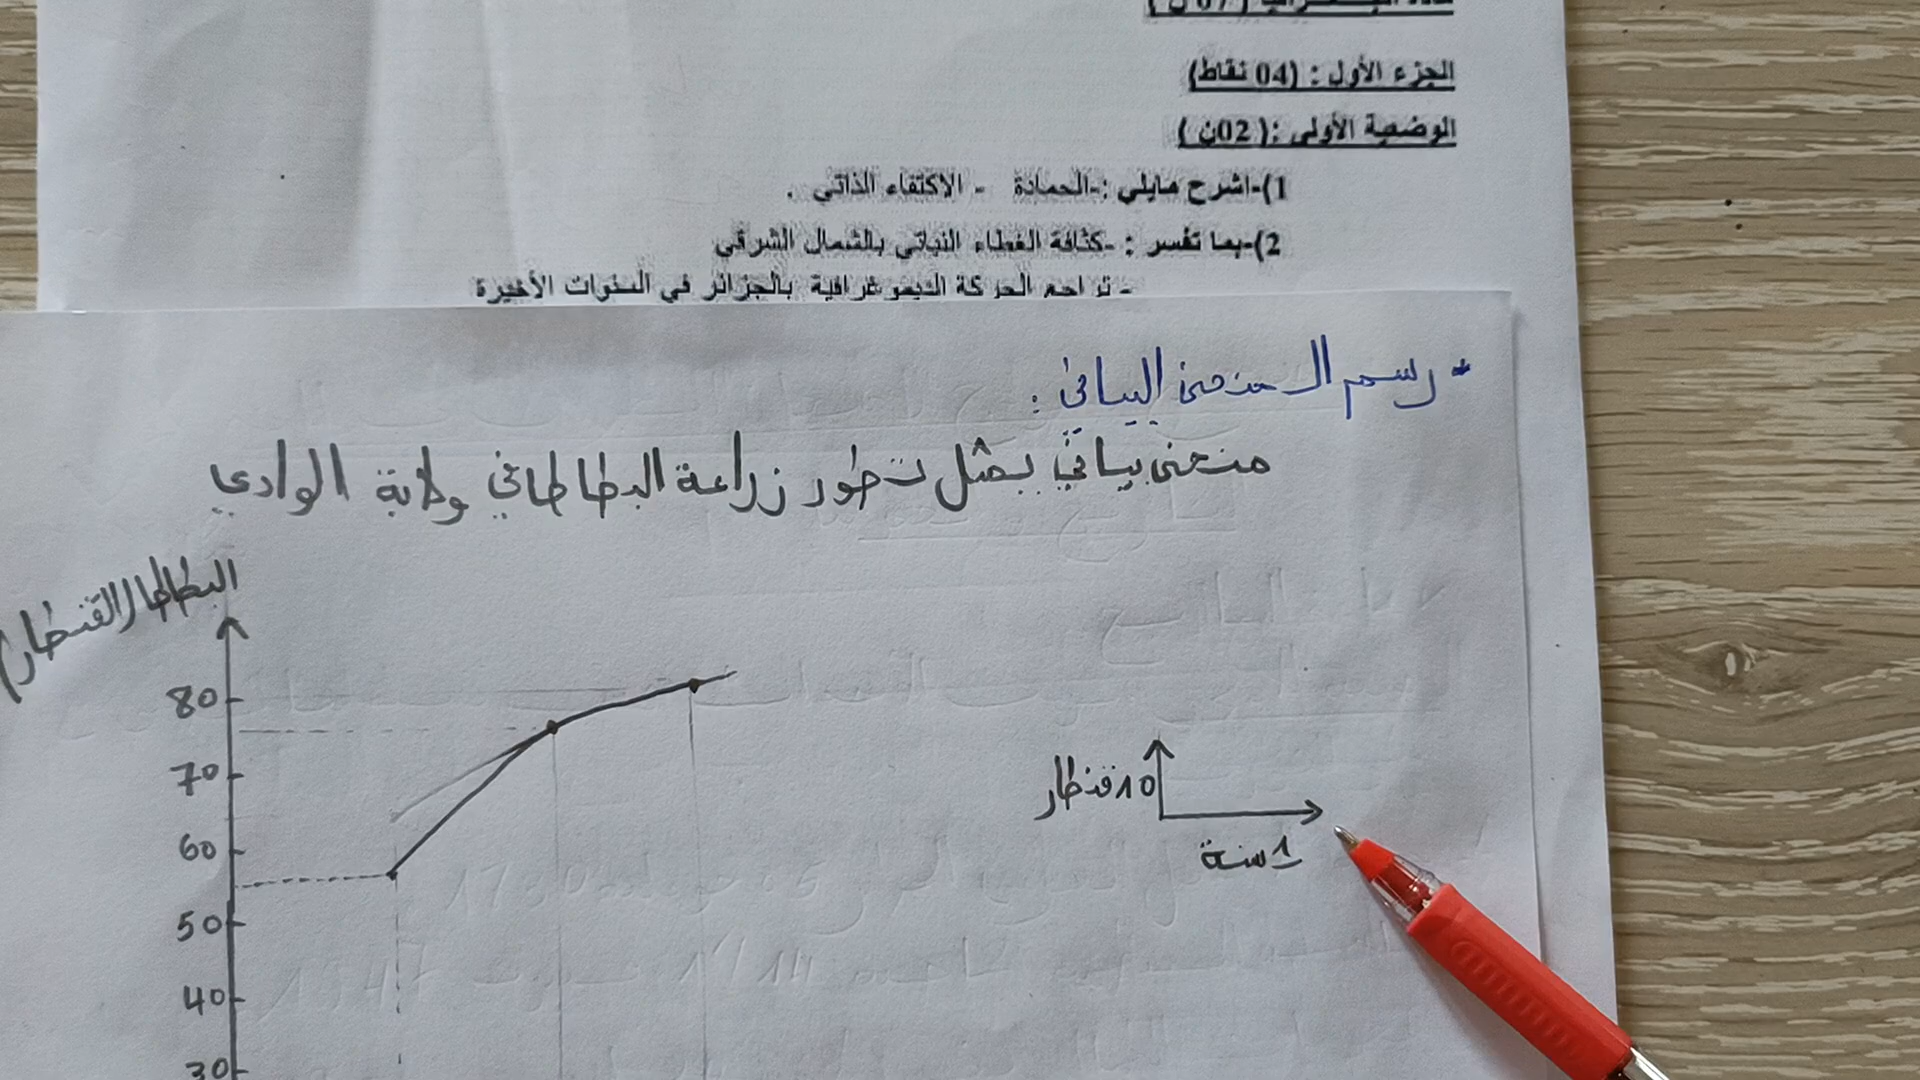 الجزء الأول : (04 نقاط)
الوضعية الأولى :( 02ن )
1)-اشرح مايلي :-الحمادة - الاكتفاء الذاتي .
2)-بما تفسر : -كثافة الغطاء النباتي بالشمال الشرقي
- تراجع الحركة الديموغرافية بالجزائر في السنوات الأخيرة
* رسم المنحنى البياني :
منحنى بياني يمثل تطور زراعة البطاطا في ولاية الوادي
البطاطا (القنطار)
80
70
60
50
40
30
10 قنطار
1 سنة